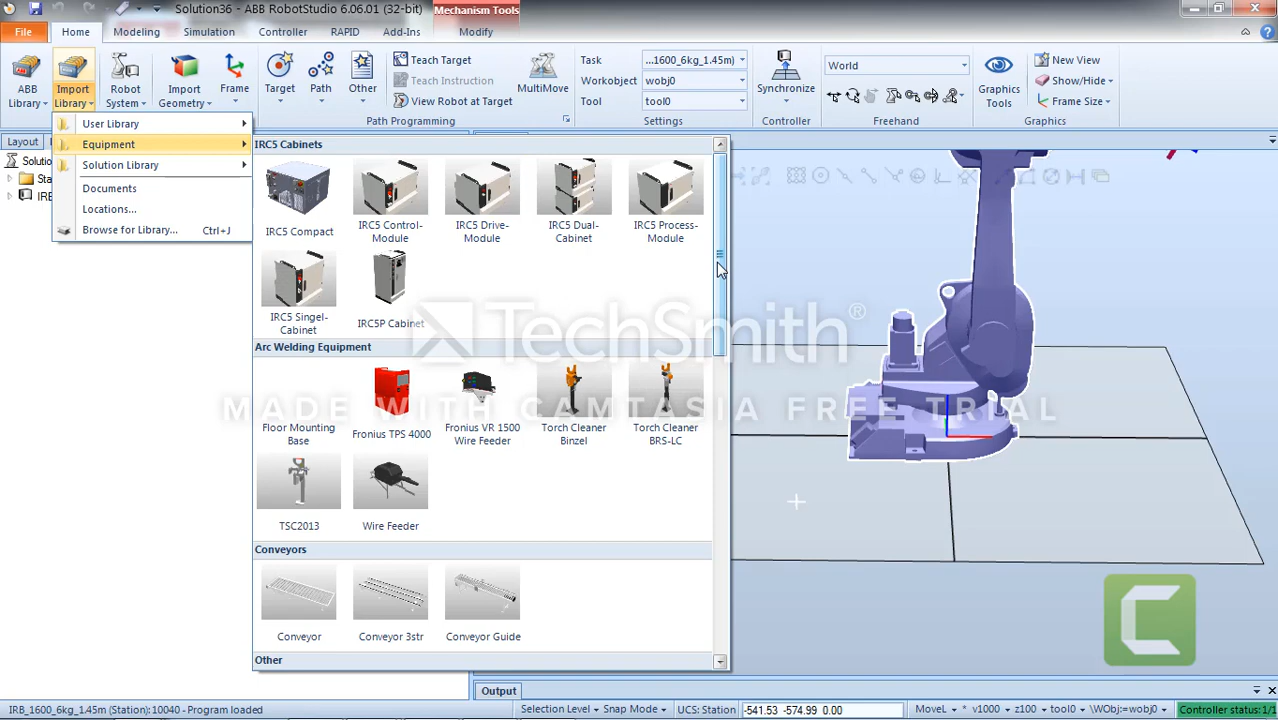 Solution36 - ABB RobotStudio 6.06.01 (32-bit)
Mechanism Tools
File
Home
Modeling
Simulation
Controller
RAPID
Add-Ins
Modify
ABB Library
Import Library
Robot System
Import Geometry
Frame
Target
Path
Other
Teach Target
Teach Instruction
View Robot at Target
MultiMove
Path Programming
Task
...1600_6kg_1.45m)
Workobject
wobj0
Tool
tool0
Settings
Synchronize
Controller
World
Freehand
Graphics Tools
New View
Show/Hide
Frame Size
Graphics
Layout
Solutio
Sta
IRB
User Library
Equipment
Solution Library
Documents
Locations...
Browse for Library... Ctrl+J
IRC5 Cabinets
IRC5 Compact
IRC5 Control-Module
IRC5 Drive-Module
IRC5 Dual-Cabinet
IRC5 Process-Module
IRC5 Singel-Cabinet
IRC5P Cabinet
Arc Welding Equipment
Floor Mounting Base
Fronius TPS 4000
Fronius VR 1500 Wire Feeder
Torch Cleaner Binzel
Torch Cleaner BRS-LC
TSC2013
Wire Feeder
Conveyors
Conveyor
Conveyor 3str
Conveyor Guide
Other
TechSmith®
MADE WITH CAMTASIA FREE TRIAL
Output
IRB_1600_6kg_1.45m (Station): 10040 - Program loaded
Selection Level
Snap Mode
UCS: Station
-541.53 -574.99 0.00
MoveL * v1000 z100 tool0 \WObj:=wobj0
Controller status: 1/1